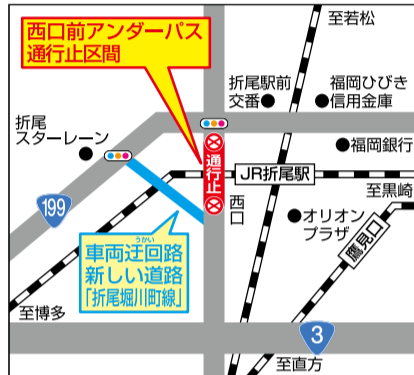 西口前アンダーパス
通行止区間
至若松
折尾駅前
交番
福岡ひびき
信用金庫
折尾
スターレーン
福岡銀行
通行止
JR折尾駅
至黒崎
西口
199
オリオン
プラザ
鷹見口
うかい
車両迂回路
新しい道路
「折尾堀川町線」
至博多
3
至直方